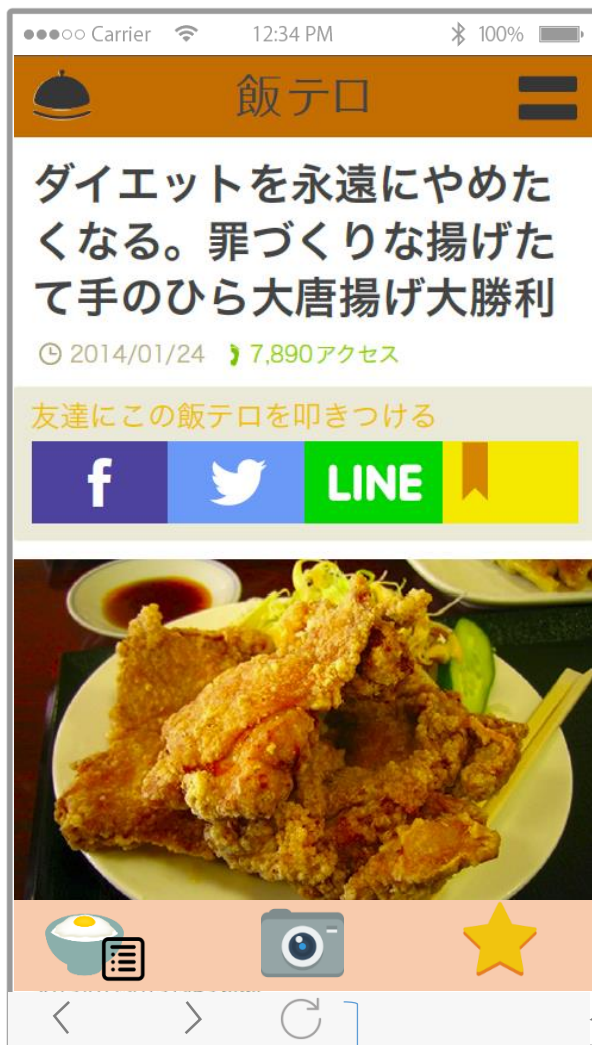 Carrier 12:34 PM 100%
飯テロ
ダイエットを永遠にやめた
くなる。罪づくりな揚げた
て手のひら大唐揚げ大勝利
2014/01/24 7,890アクセス
友達にこの飯テロを叩きつける
f LINE